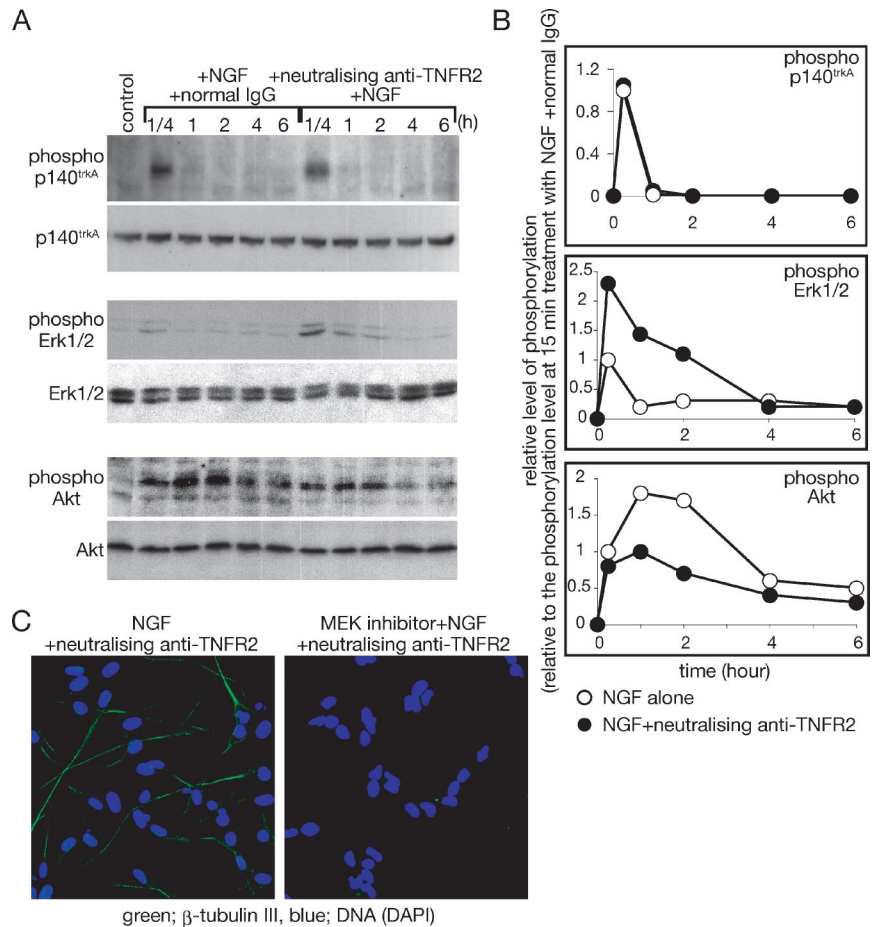 A
+NGF
+normal IgG
+neutralising anti-TNFR2
+NGF
control
1/4 1 2 4 6 1/4 1 2 4 6 (h)
phospho
p140trkA
p140trkA
phospho
Erk1/2
Erk1/2
phospho
Akt
Akt
B
relative level of phosphorylation
(relative to the phosphorylation level at 15 min treatment with NGF +normal IgG)
phospho
p140trkA
1.2
0.8
0.4
0
0 2 4 6
phospho
Erk1/2
2.5
2
1.5
1
0.5
0
0 2 4 6
phospho
Akt
2
1.5
1
0.5
0
0 2 4 6
time (hour)
NGF alone
NGF+neutralising anti-TNFR2
C
NGF
+neutralising anti-TNFR2
MEK inhibitor+NGF
+neutralising anti-TNFR2
green; β-tubulin III, blue; DNA (DAPI)